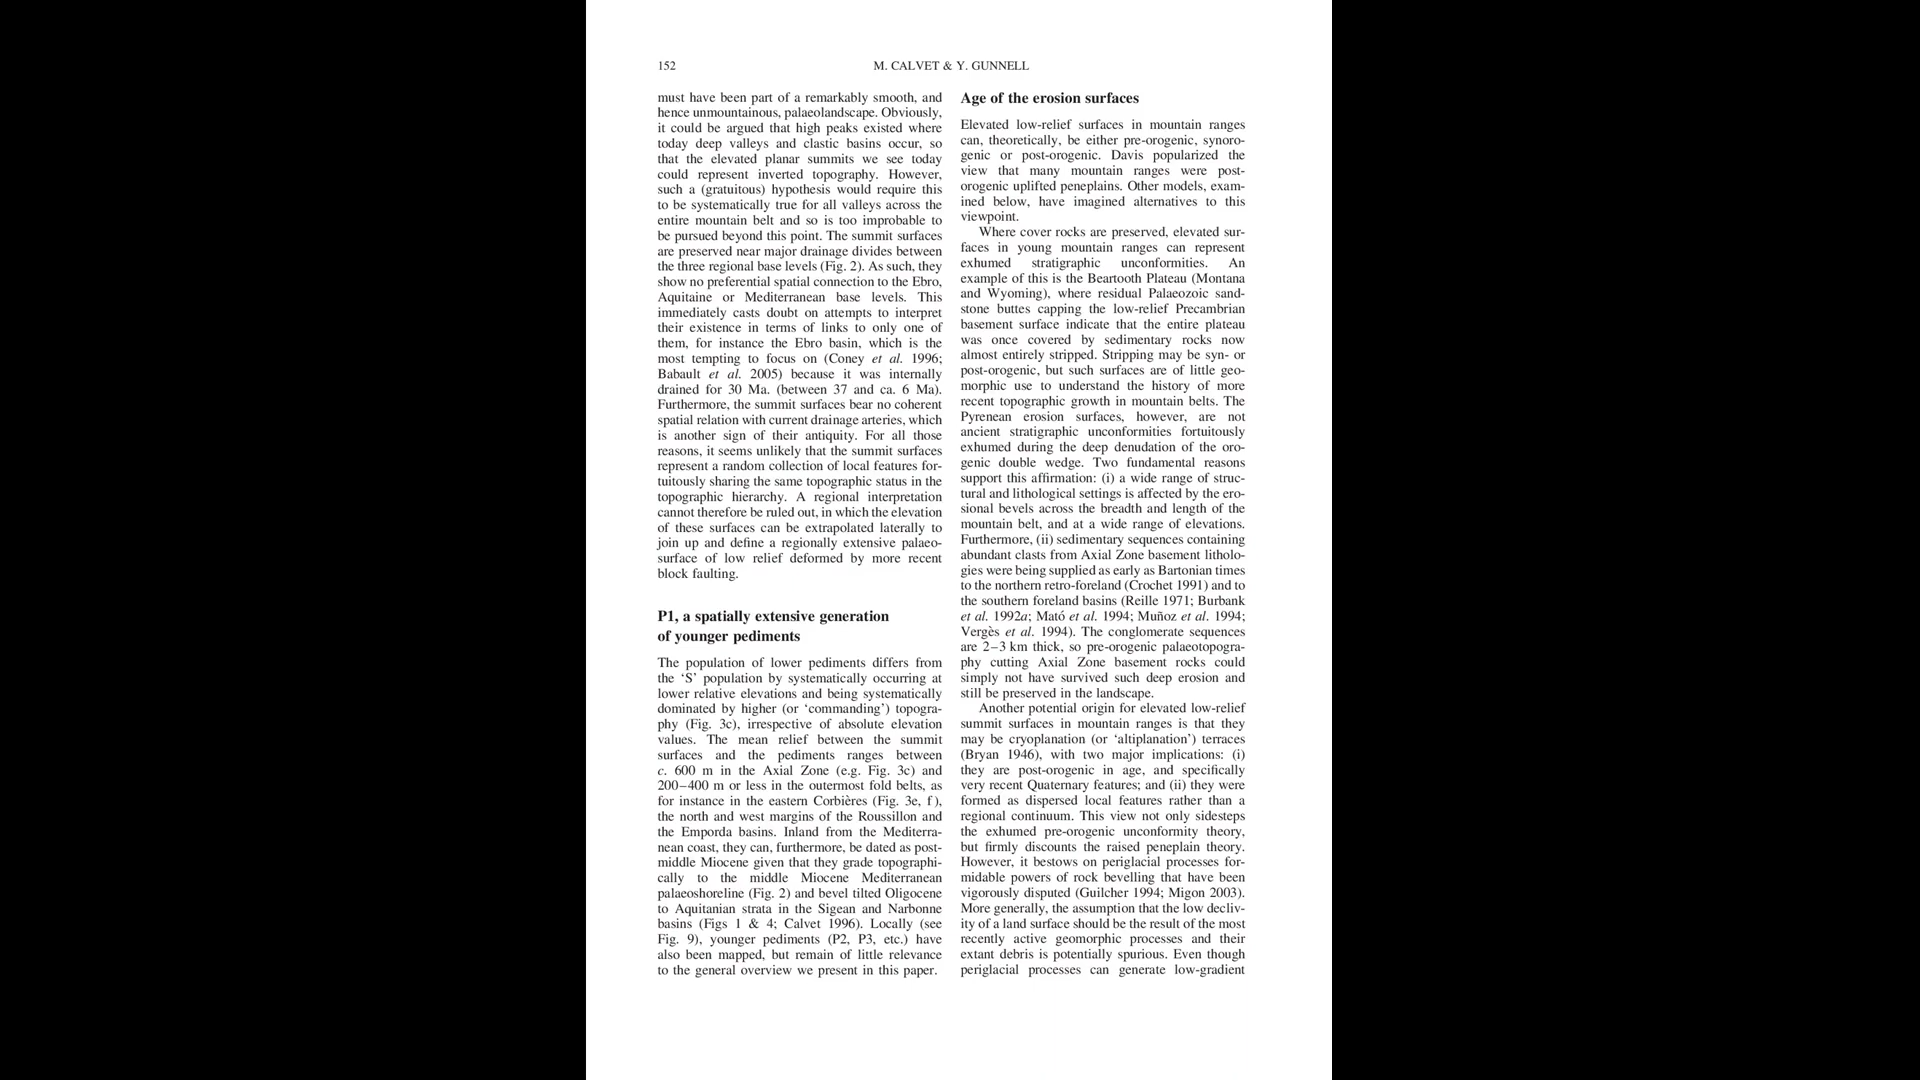 152
M. CALVET & Y. GUNNELL
must have been part of a remarkably smooth, and
hence unmountainous, palaeolandscape. Obviously,
it could be argued that high peaks existed where
today deep valleys and clastic basins occur, so
that the elevated planar summits we see today
could represent inverted topography. However,
such a (gratuitous) hypothesis would require this
to be systematically true for all valleys across the
entire mountain belt and so is too improbable to
be pursued beyond this point. The summit surfaces
are preserved near major drainage divides between
the three regional base levels (Fig. 2). As such, they
show no preferential spatial connection to the Ebro,
Aquitaine or Mediterranean base levels. This
immediately casts doubt on attempts to interpret
their existence in terms of links to only one of
them, for instance the Ebro basin, which is the
most tempting to focus on (Coney et al. 1996;
Babault et al. 2005) because it was internally
drained for 30 Ma. (between 37 and ca. 6 Ma).
Furthermore, the summit surfaces bear no coherent
spatial relation with current drainage arteries, which
is another sign of their antiquity. For all those
reasons, it seems unlikely that the summit surfaces
represent a random collection of local features for-
tuitously sharing the same topographic status in the
topographic hierarchy. A regional interpretation
cannot therefore be ruled out, in which the elevation
of these surfaces can be extrapolated laterally to
join up and define a regionally extensive palaeo-
surface of low relief deformed by more recent
block faulting.
P1, a spatially extensive generation
of younger pediments
The population of lower pediments differs from
the ‘S’ population by systematically occurring at
lower relative elevations and being systematically
dominated by higher (or ‘commanding’) topogra-
phy (Fig. 3c), irrespective of absolute elevation
values. The mean relief between the summit
surfaces and the pediments ranges between
c. 600 m in the Axial Zone (e.g. Fig. 3c) and
200–400 m or less in the outermost fold belts, as
for instance in the eastern Corbières (Fig. 3e, f),
the north and west margins of the Roussillon and
the Emporda basins. Inland from the Mediterra-
nean coast, they can, furthermore, be dated as post-
middle Miocene given that they grade topographi-
cally to the middle Miocene Mediterranean
palaeoshoreline (Fig. 2) and bevel tilted Oligocene
to Aquitanian strata in the Sigean and Narbonne
basins (Figs 1 & 4; Calvet 1996). Locally (see
Fig. 9), younger pediments (P2, P3, etc.) have
also been mapped, but remain of little relevance
to the general overview we present in this paper.
Age of the erosion surfaces
Elevated low-relief surfaces in mountain ranges
can, theoretically, be either pre-orogenic, synoro-
genic or post-orogenic. Davis popularized the
view that many mountain ranges were post-
orogenic uplifted peneplains. Other models, exam-
ined below, have imagined alternatives to this
viewpoint.
Where cover rocks are preserved, elevated sur-
faces in young mountain ranges can represent
exhumed stratigraphic unconformities. An
example of this is the Beartooth Plateau (Montana
and Wyoming), where residual Palaeozoic sand-
stone buttes capping the low-relief Precambrian
basement surface indicate that the entire plateau
was once covered by sedimentary rocks now
almost entirely stripped. Stripping may be syn- or
post-orogenic, but such surfaces are of little geo-
morphic use to understand the history of more
recent topographic growth in mountain belts. The
Pyrenean erosion surfaces, however, are not
ancient stratigraphic unconformities fortuitously
exhumed during the deep denudation of the oro-
genic double wedge. Two fundamental reasons
support this affirmation: (i) a wide range of struc-
tural and lithological settings is affected by the ero-
sional bevels across the breadth and length of the
mountain belt, and at a wide range of elevations.
Furthermore, (ii) sedimentary sequences containing
abundant clasts from Axial Zone basement litholo-
gies were being supplied as early as Bartonian times
to the northern retro-foreland (Crochet 1991) and to
the southern foreland basins (Reille 1971; Burbank
et al. 1992a; Mató et al. 1994; Muñoz et al. 1994;
Vergès et al. 1994). The conglomerate sequences
are 2–3 km thick, so pre-orogenic palaeotopogra-
phy cutting Axial Zone basement rocks could
simply not have survived such deep erosion and
still be preserved in the landscape.
Another potential origin for elevated low-relief
summit surfaces in mountain ranges is that they
may be cryoplanation (or ‘altiplanation’) terraces
(Bryan 1946), with two major implications: (i)
they are post-orogenic in age, and specifically
very recent Quaternary features; and (ii) they were
formed as dispersed local features rather than a
regional continuum. This view not only sidesteps
the exhumed pre-orogenic unconformity theory,
but firmly discounts the raised peneplain theory.
However, it bestows on periglacial processes for-
midable powers of rock bevelling that have been
vigorously disputed (Guilcher 1994; Migon 2003).
More generally, the assumption that the low decliv-
ity of a land surface should be the result of the most
recently active geomorphic processes and their
extant debris is potentially spurious. Even though
periglacial processes can generate low-gradient